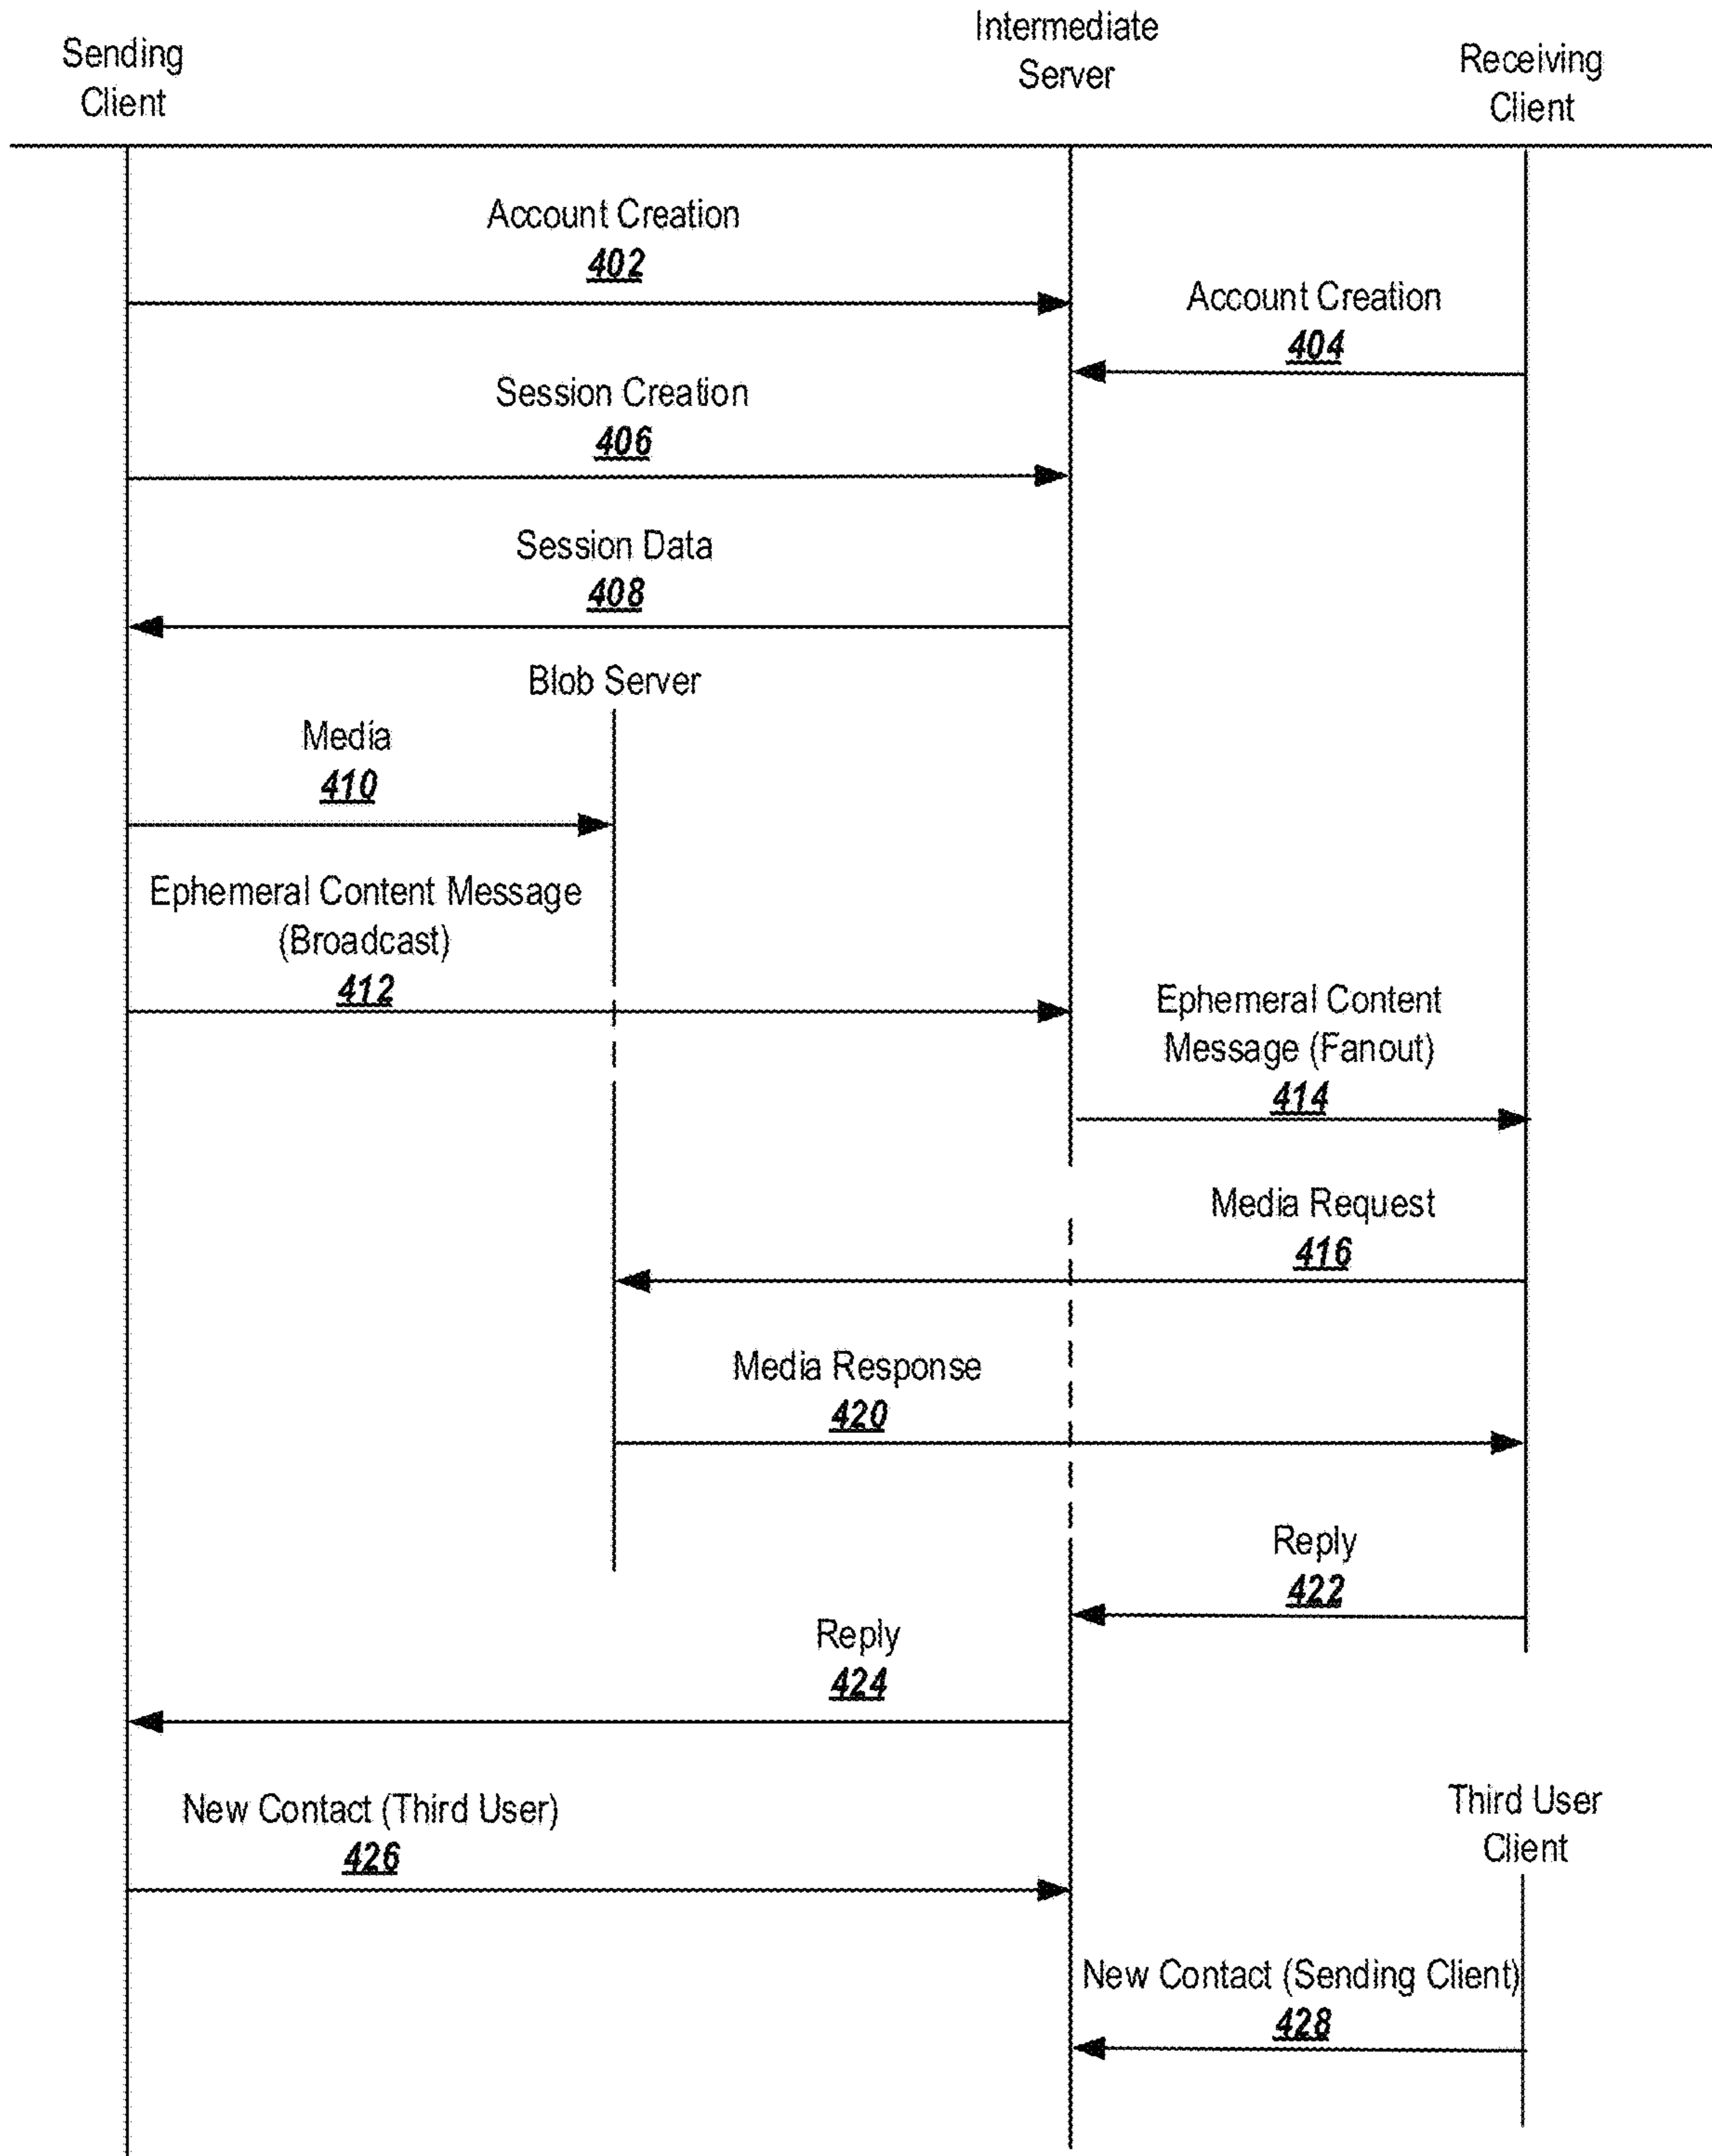 Sending
Client
Intermediate
Server
Receiving
Client
Account Creation
402
Account Creation
404
Session Creation
406
Session Data
408
Blob Server
Media
410
Ephemeral Content Message
(Broadcast)
412
Ephemeral Content
Message (Fanout)
414
Media Request
416
Media Response
420
Reply
422
Reply
424
New Contact (Third User)
426
Third User
Client
New Contact (Sending Client)
428